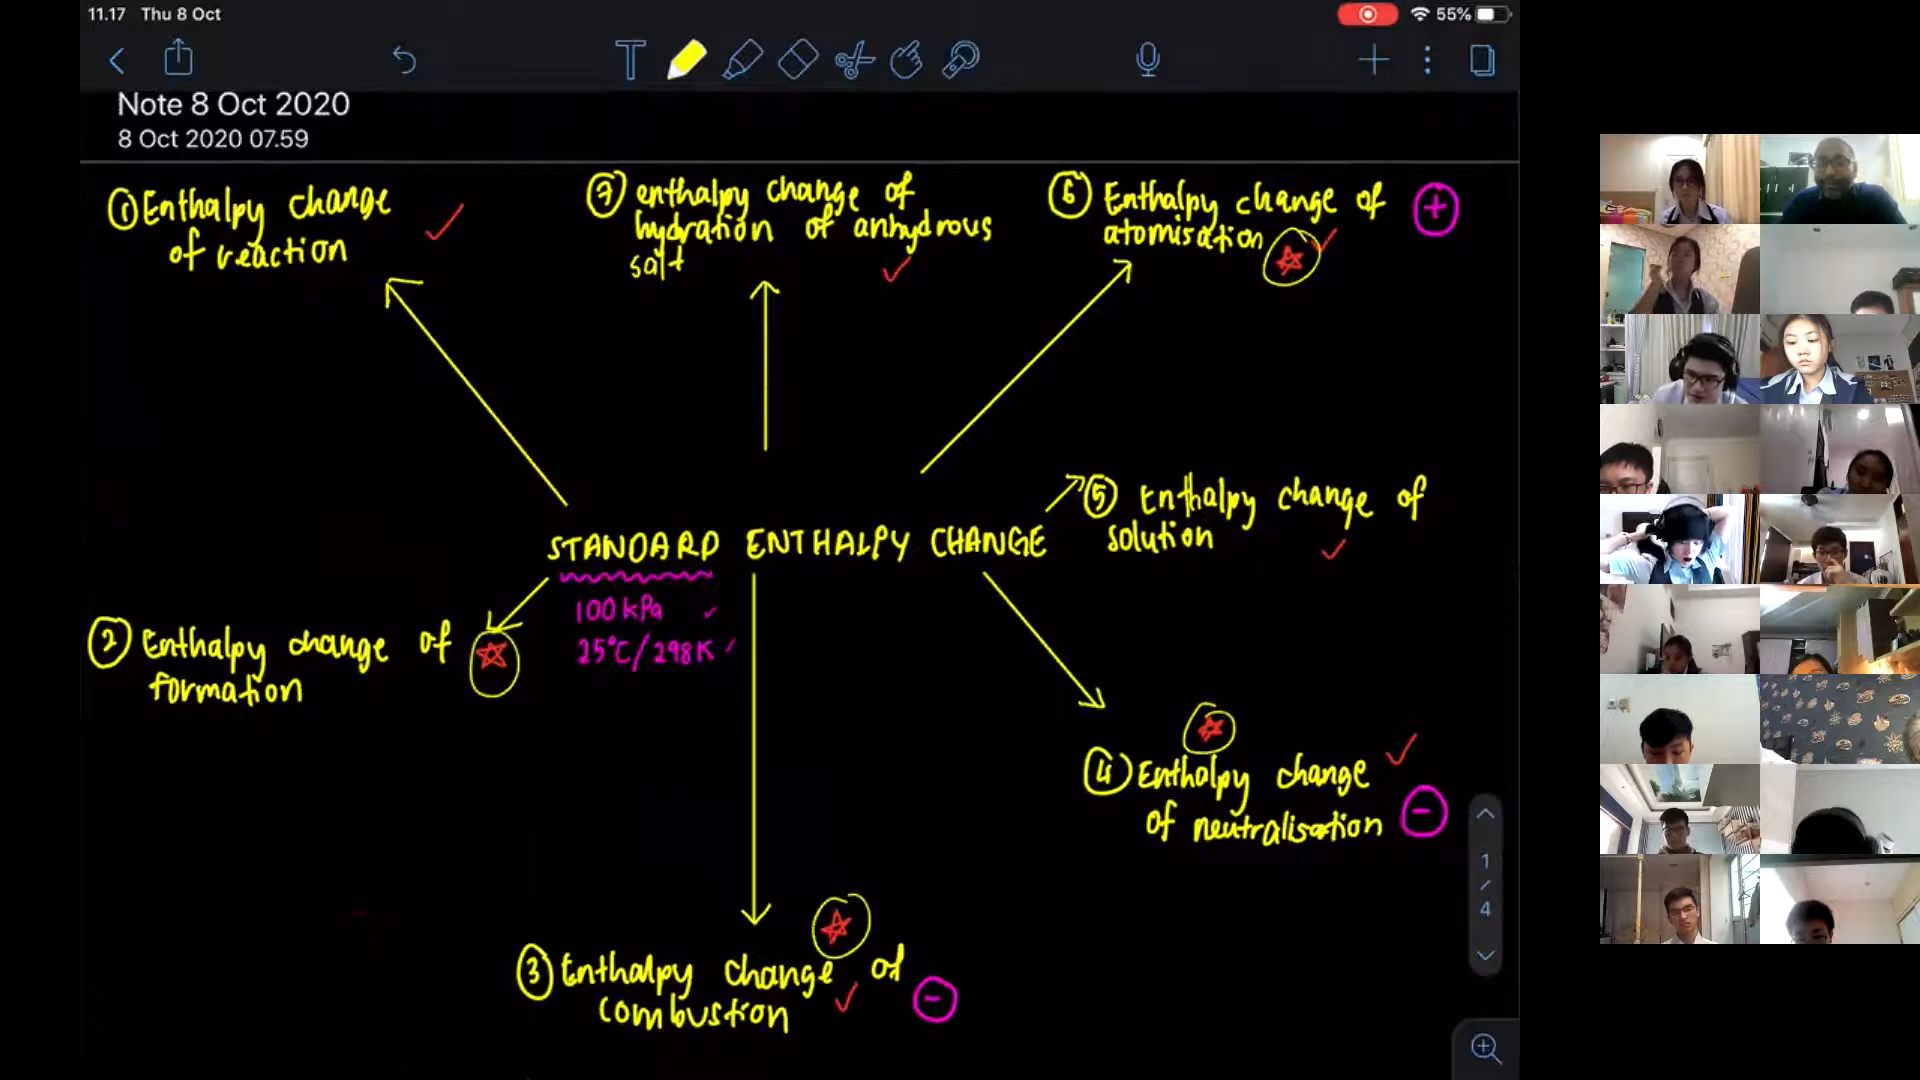 11.17 Thu 8 Oct
55%
T
Note 8 Oct 2020
8 Oct 2020 07.59
① Enthalpy change
of reaction
⑦ enthalpy change of
hydration of anhydrous
salt
⑥ Enthalpy change of
atomisation
+
⑤ Enthalpy change of
solution
STANDARD ENTHALPY CHANGE
100 kPa
25°C/298K
② Enthalpy change of
formation
④ Enthalpy change
of neutralisation
-
③ Enthalpy change of
combustion
-
1
/
4